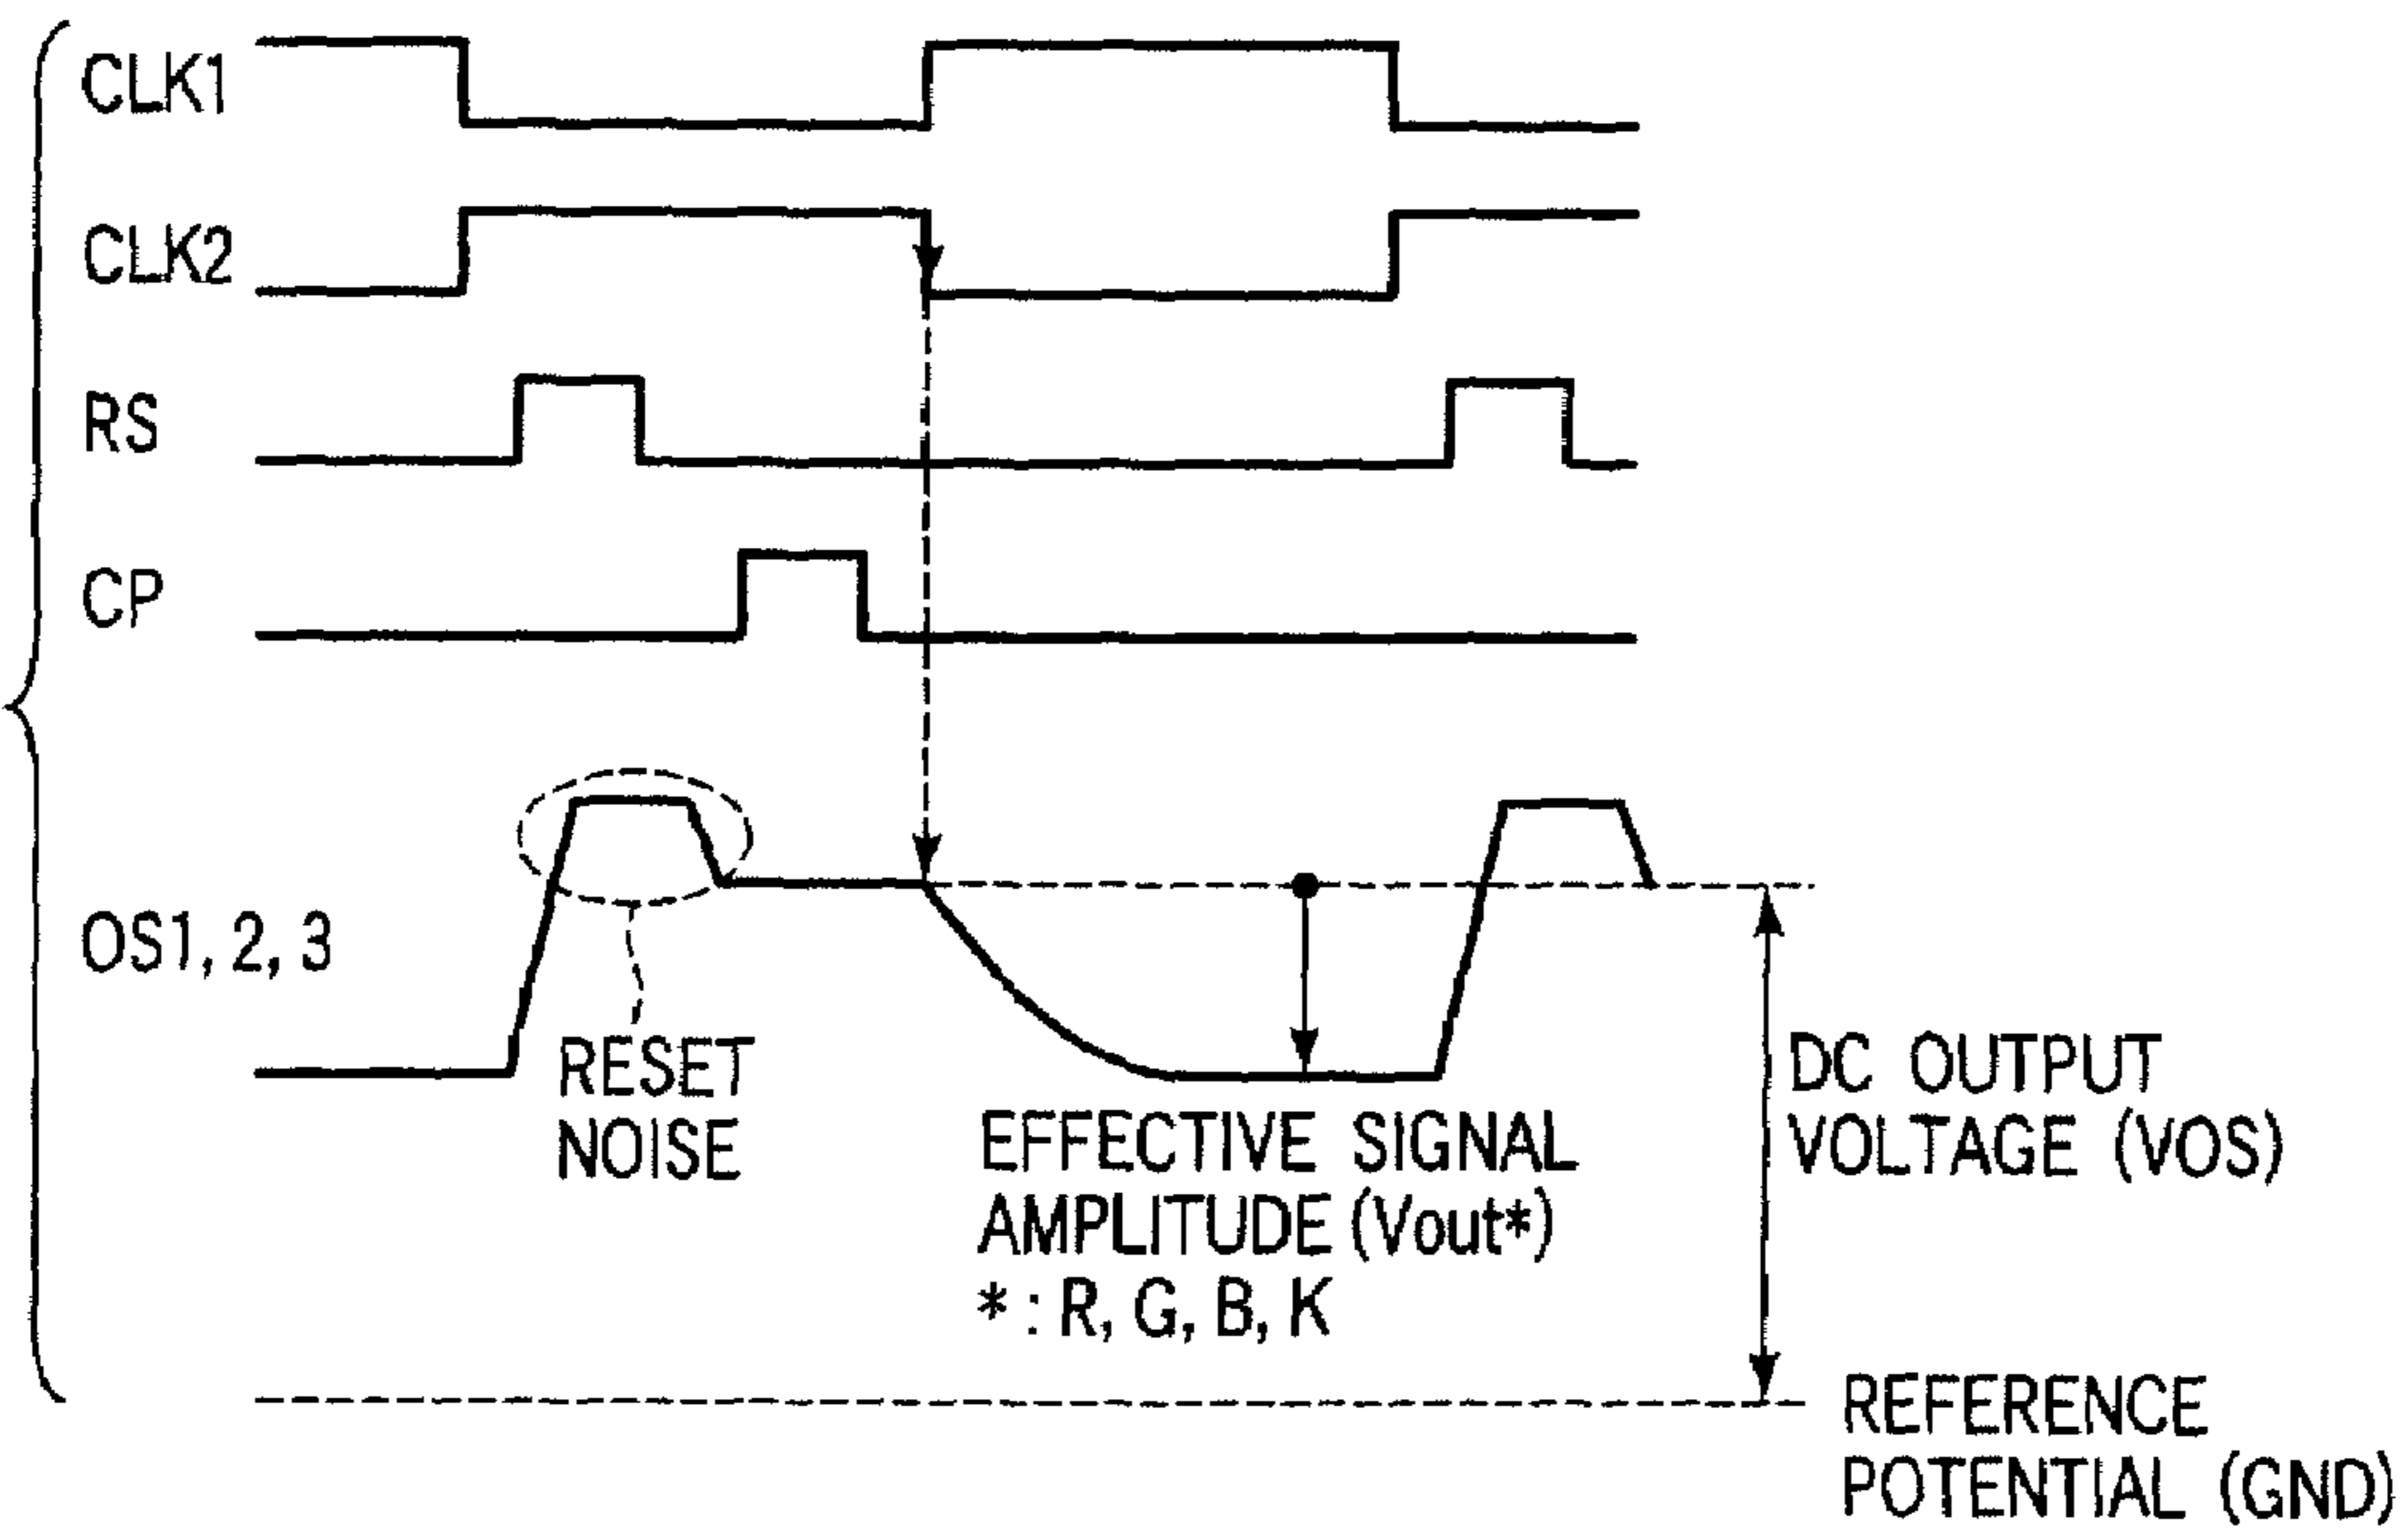 CLK1
CLK2
RS
CP
OS1, 2, 3
RESET
NOISE
EFFECTIVE SIGNAL
AMPLITUDE (Vout*)
* : R, G, B, K
DC OUTPUT
VOLTAGE (VOS)
REFERENCE
POTENTIAL (GND)